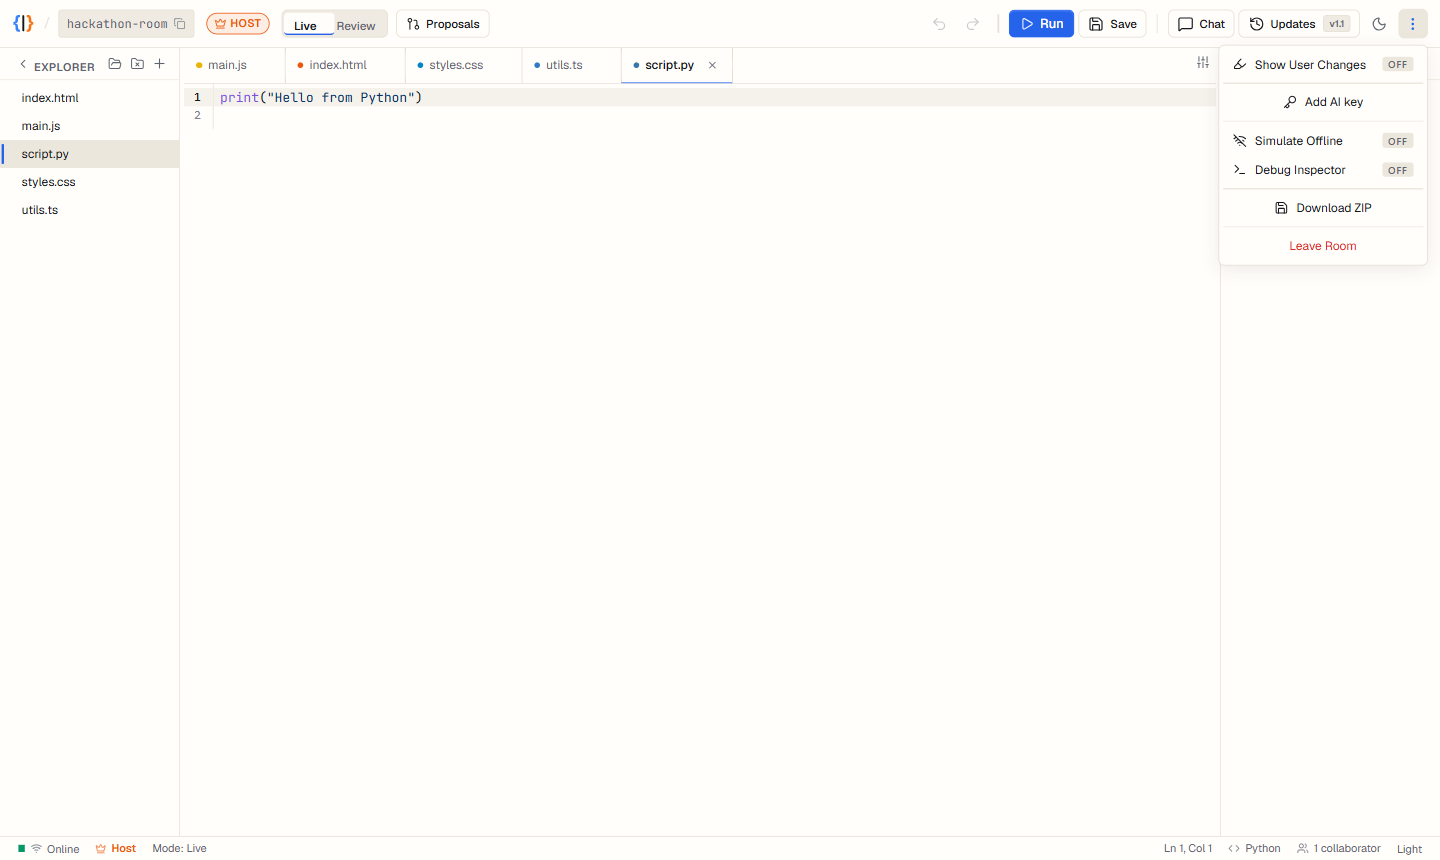 {|} / hackathon-room HOST Live Review Proposals Run Save Chat Updates v1.1
EXPLORER
index.html
main.js
script.py
styles.css
utils.ts
main.js index.html styles.css utils.ts script.py
1 print("Hello from Python")
2
Show User Changes OFF
Add AI key
Simulate Offline OFF
Debug Inspector OFF
Download ZIP
Leave Room
Online Host Mode: Live Ln 1, Col 1 Python 1 collaborator Light